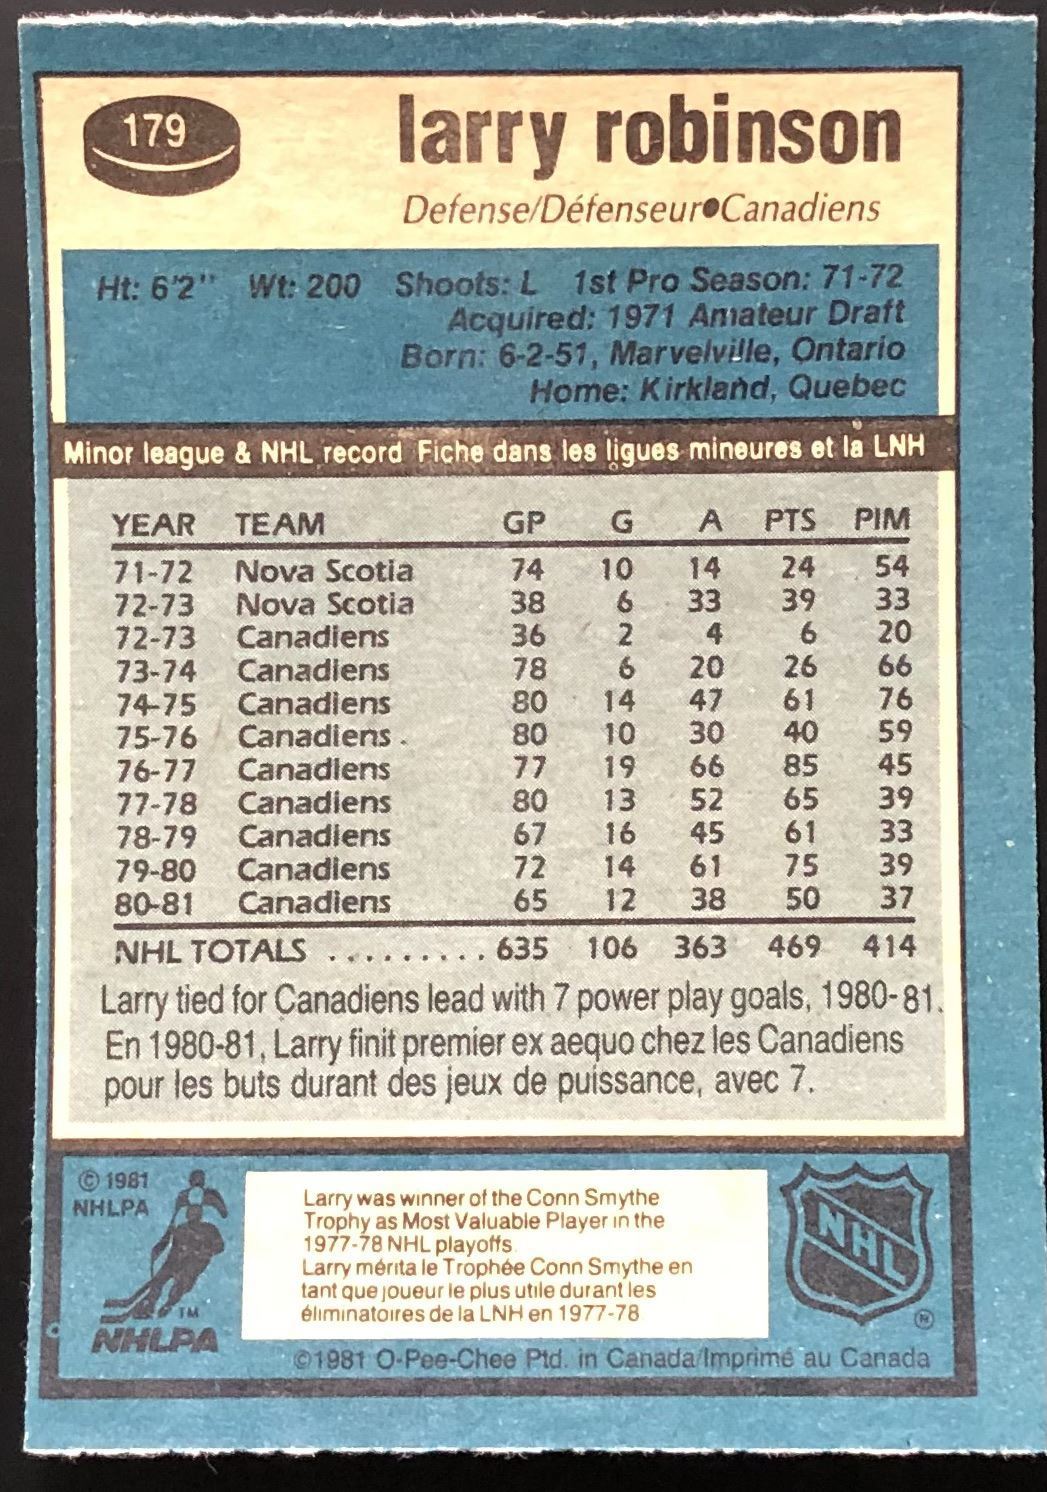 179
larry robinson
Defense/Défenseur●Canadiens
Ht: 6'2" Wt: 200 Shoots: L 1st Pro Season: 71-72
Acquired: 1971 Amateur Draft
Born: 6-2-51, Marvelville, Ontario
Home: Kirkland, Quebec
Minor league & NHL record Fiche dans les ligues mineures et la LNH
YEAR TEAM GP G A PTS PIM
71-72 Nova Scotia 74 10 14 24 54
72-73 Nova Scotia 38 6 33 39 33
72-73 Canadiens 36 2 4 6 20
73-74 Canadiens 78 6 20 26 66
74-75 Canadiens 80 14 47 61 76
75-76 Canadiens 80 10 30 40 59
76-77 Canadiens 77 19 66 85 45
77-78 Canadiens 80 13 52 65 39
78-79 Canadiens 67 16 45 61 33
79-80 Canadiens 72 14 61 75 39
80-81 Canadiens 65 12 38 50 37
NHL TOTALS ......... 635 106 363 469 414
Larry tied for Canadiens lead with 7 power play goals, 1980-81.
En 1980-81, Larry finit premier ex aequo chez les Canadiens
pour les buts durant des jeux de puissance, avec 7.
© 1981
NHLPA
TM
NHLPA
Larry was winner of the Conn Smythe
Trophy as Most Valuable Player in the
1977-78 NHL playoffs
Larry mérita le Trophée Conn Smythe en
tant que joueur le plus utile durant les
éliminatoires de la LNH en 1977-78
NHL
®
©1981 O-Pee-Chee Ptd. in Canada/Imprimé au Canada